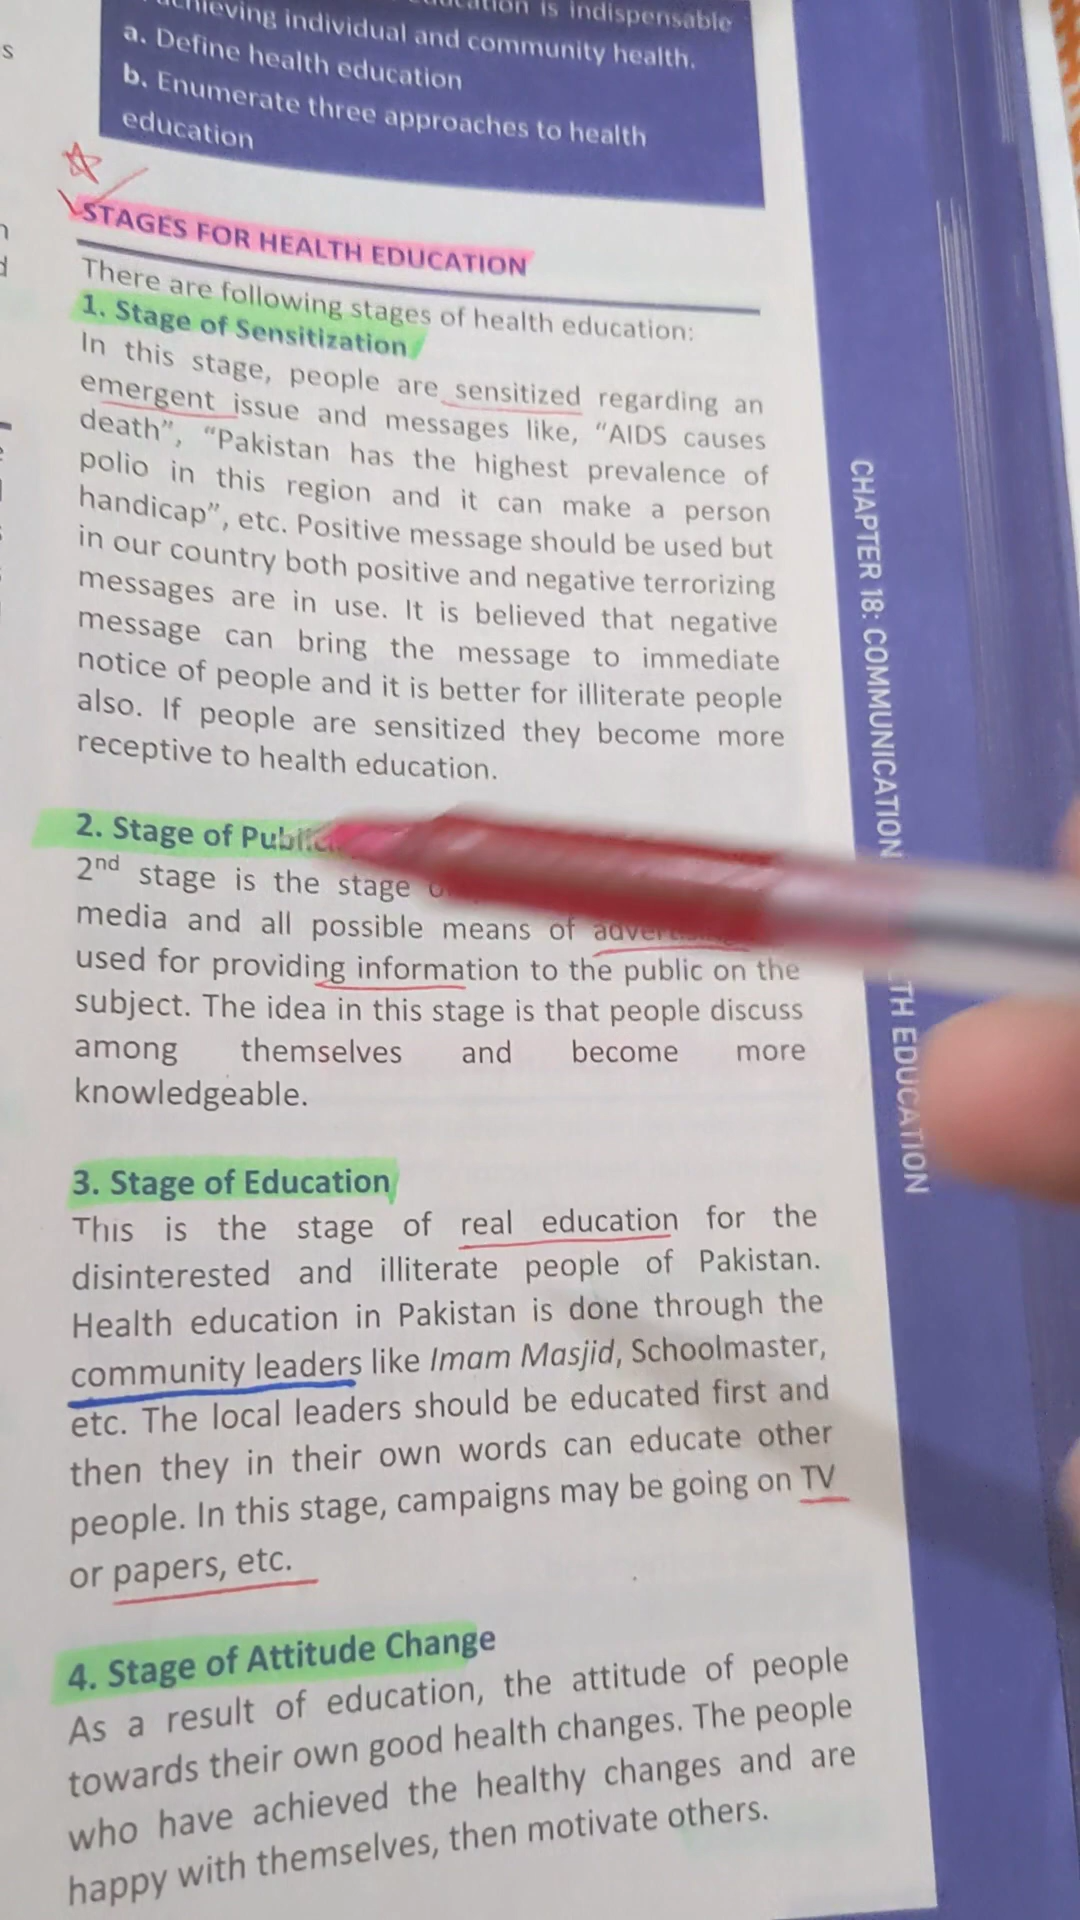 achieving individual and community health.
a. Define health education
b. Enumerate three approaches to health
education
STAGES FOR HEALTH EDUCATION
There are following stages of health education:
1. Stage of Sensitization
In this stage, people are sensitized regarding an
emergent issue and messages like, “AIDS causes
death”, “Pakistan has the highest prevalence of
polio in this region and it can make a person
handicap”, etc. Positive message should be used but
in our country both positive and negative terrorizing
messages are in use. It is believed that negative
message can bring the message to immediate
notice of people and it is better for illiterate people
also. If people are sensitized they become more
receptive to health education.
2. Stage of
2nd stage is the stage
media and all possible means of
used for providing information to the public on the
subject. The idea in this stage is that people discuss
among themselves and become more
knowledgeable.
3. Stage of Education
This is the stage of real education for the
disinterested and illiterate people of Pakistan.
Health education in Pakistan is done through the
community leaders like Imam Masjid, Schoolmaster,
etc. The local leaders should be educated first and
then they in their own words can educate other
people. In this stage, campaigns may be going on TV
or papers, etc.
4. Stage of Attitude Change
As a result of education, the attitude of people
towards their own good health changes. The people
who have achieved the healthy changes and are
happy with themselves, then motivate others.
CHAPTER 18: COMMUNICATION EDUCATION